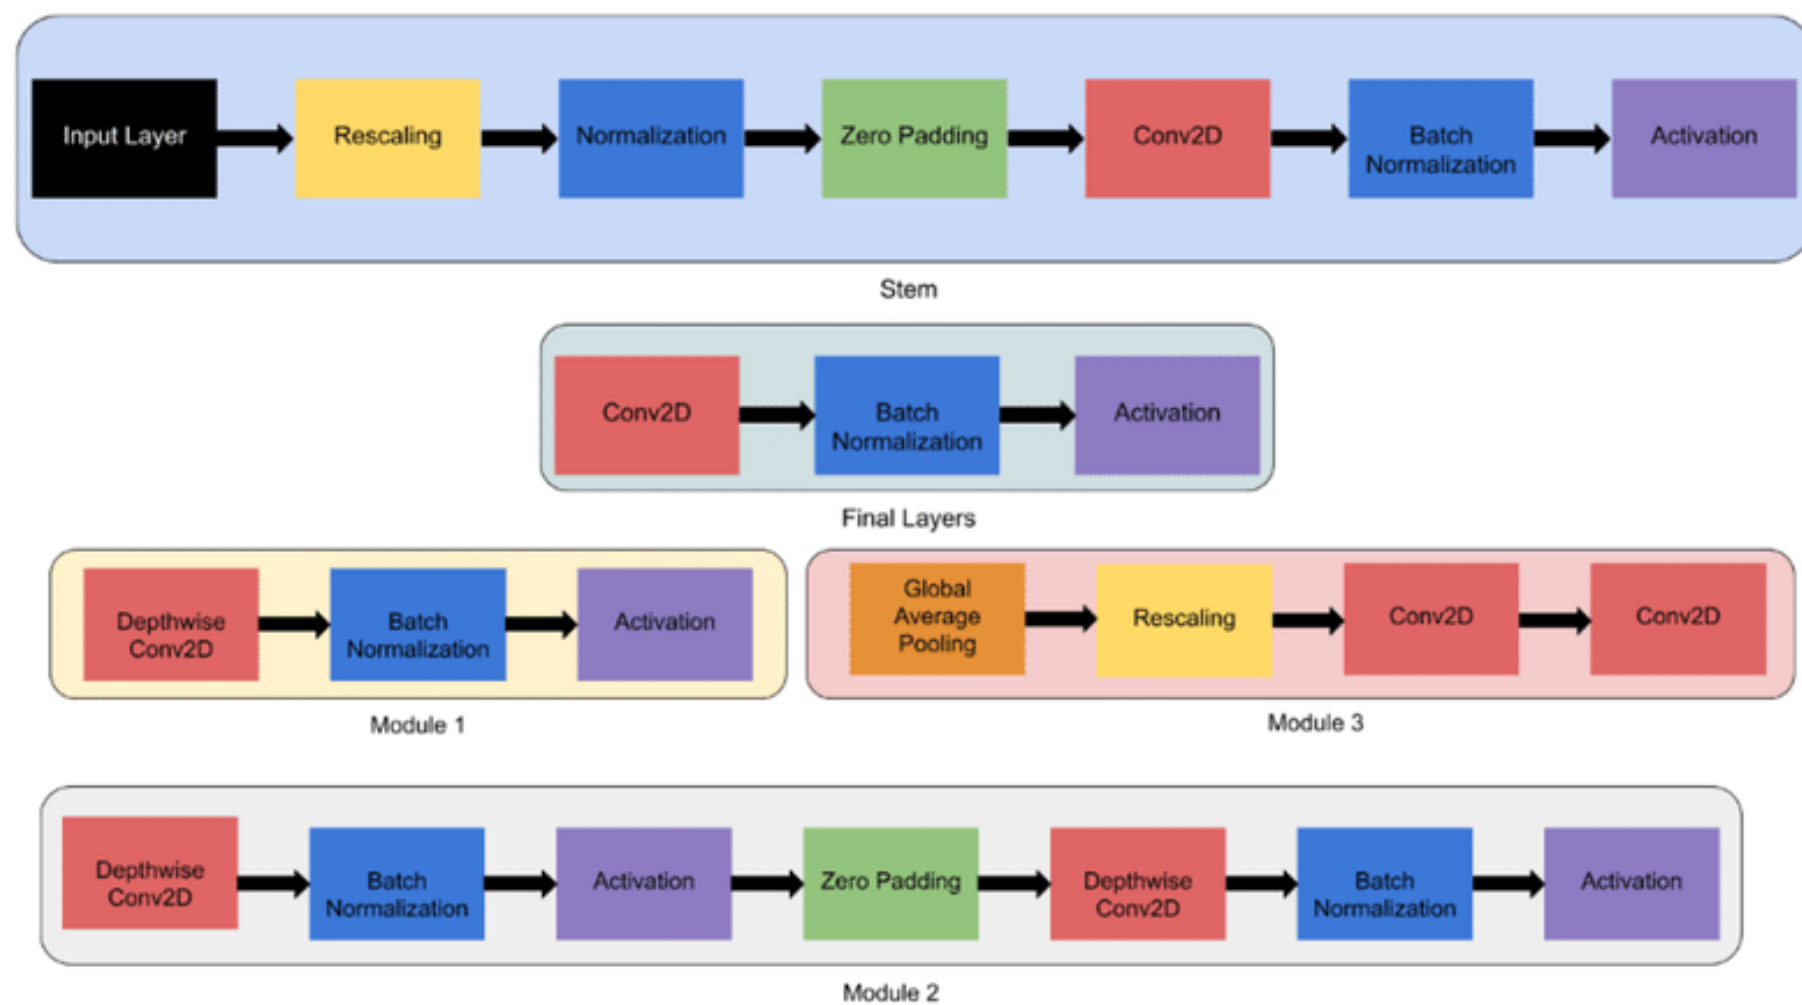 Input Layer
Rescaling
Normalization
Zero Padding
Conv2D
Batch
Normalization
Activation
Stem
Conv2D
Batch
Normalization
Activation
Final Layers
Depthwise
Conv2D
Batch
Normalization
Activation
Module 1
Global
Average
Pooling
Rescaling
Conv2D
Conv2D
Module 3
Depthwise
Conv2D
Batch
Normalization
Activation
Zero Padding
Depthwise
Conv2D
Batch
Normalization
Activation
Module 2